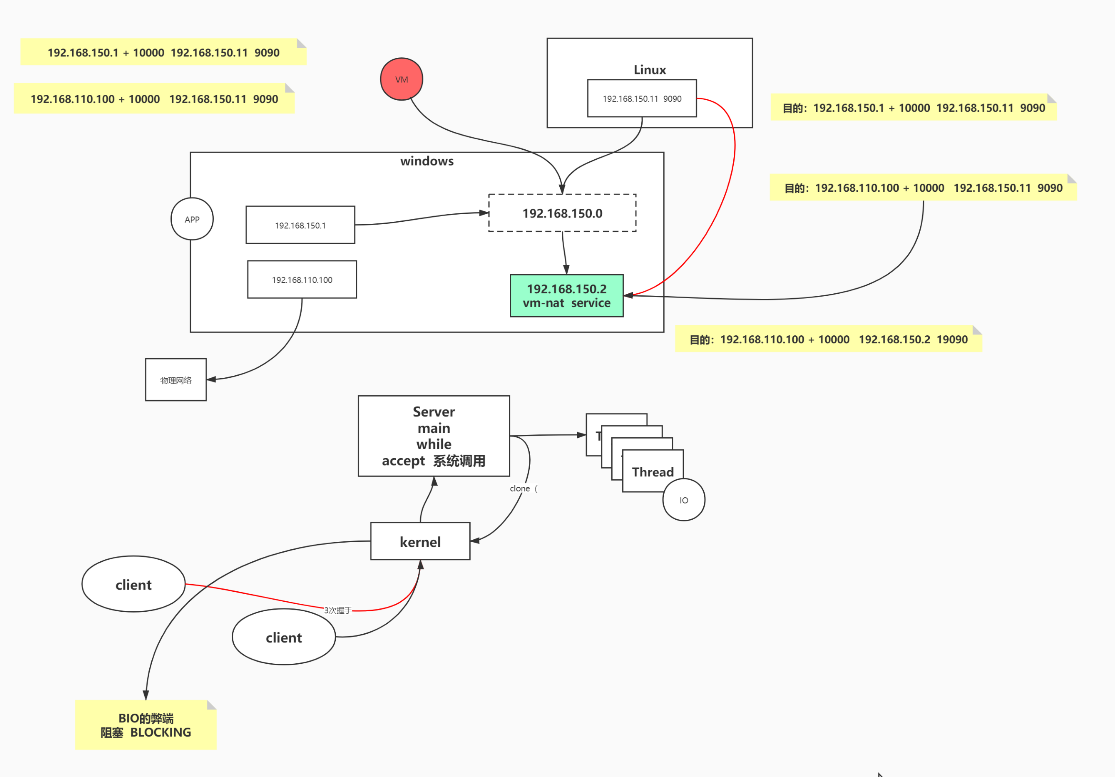 192.168.150.1 + 10000  192.168.150.11  9090
192.168.110.100 + 10000   192.168.150.11  9090
VM
Linux
192.168.150.11  9090
目的：192.168.150.1 + 10000  192.168.150.11  9090
windows
目的：192.168.110.100 + 10000   192.168.150.11  9090
APP
192.168.150.1
192.168.150.0
192.168.110.100
192.168.150.2
vm-nat  service
目的：192.168.110.100 + 10000   192.168.150.2  19090
物理网络
Server
main
while
accept  系统调用
T
Thread
IO
clone（
kernel
client
3次握于
client
BIO的弊端
阻塞  BLOCKING